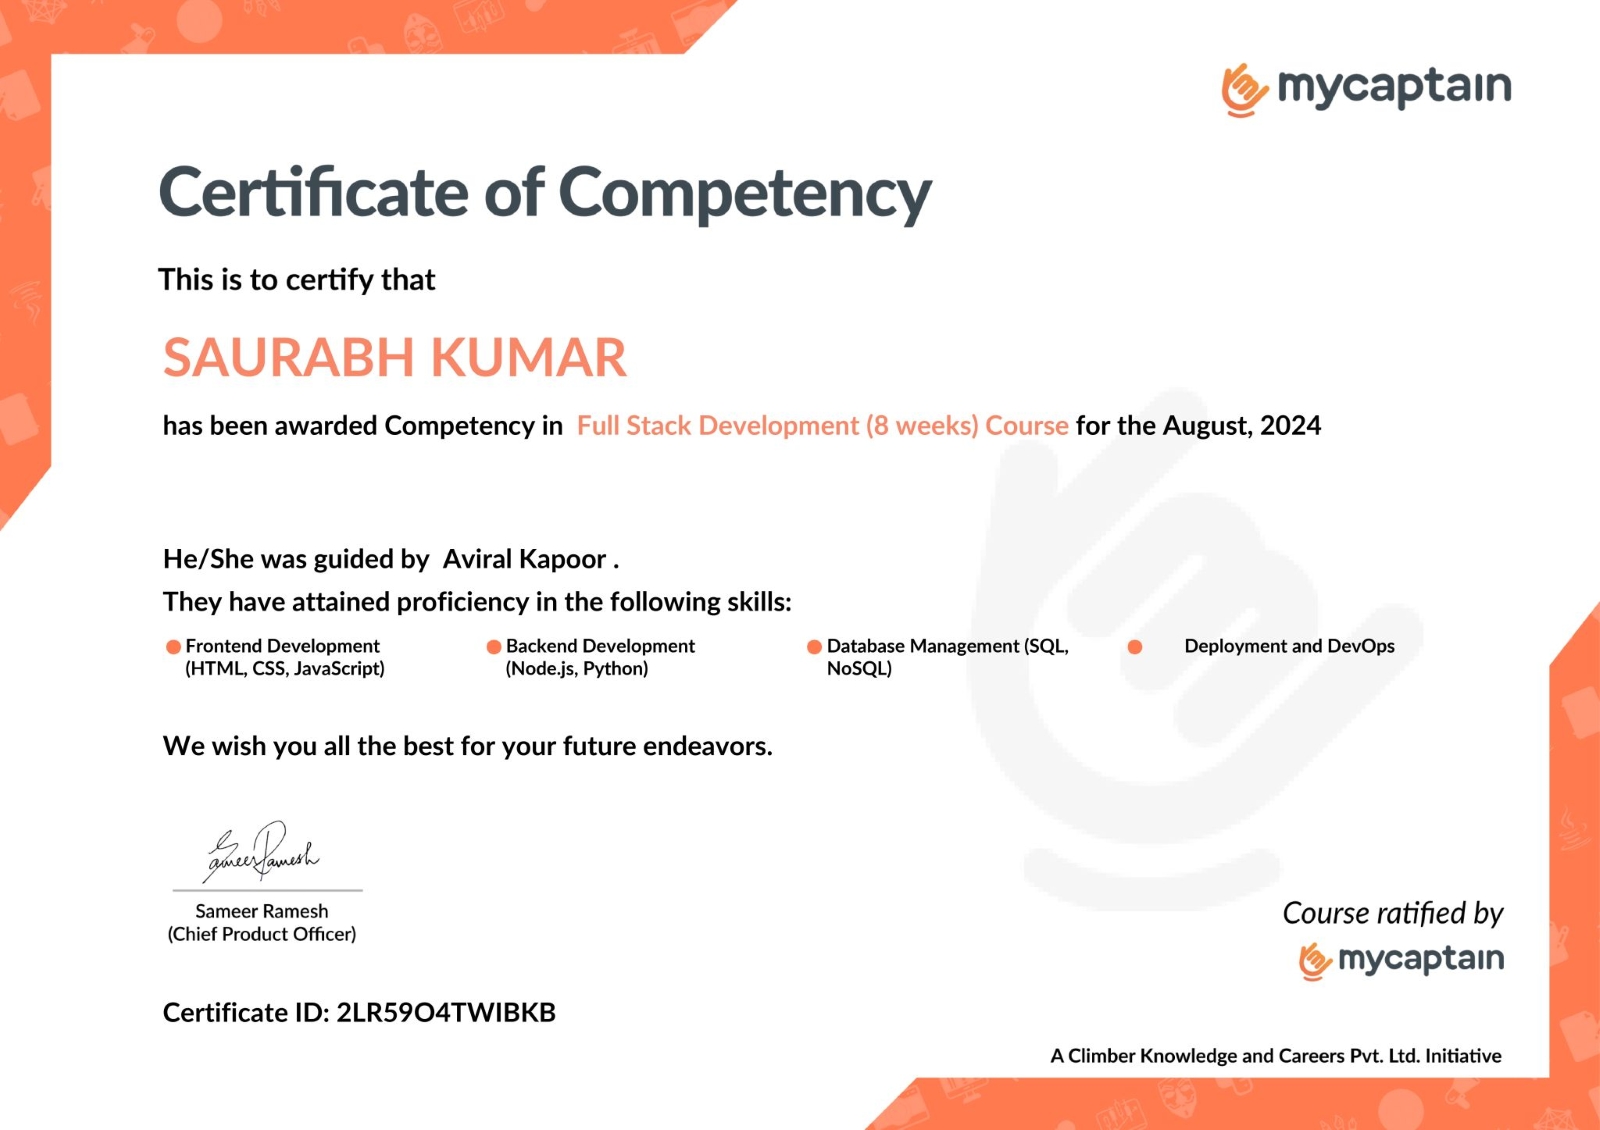 mycaptain
Certificate of Competency
This is to certify that
SAURABH KUMAR
has been awarded Competency in Full Stack Development (8 weeks) Course for the August, 2024
He/She was guided by Aviral Kapoor .
They have attained proficiency in the following skills:
Frontend Development
(HTML, CSS, JavaScript)
Backend Development
(Node.js, Python)
Database Management (SQL,
NoSQL)
Deployment and DevOps
We wish you all the best for your future endeavors.
Sameer Ramesh
Sameer Ramesh
(Chief Product Officer)
Course ratified by
mycaptain
Certificate ID: 2LR59O4TWIBKB
A Climber Knowledge and Careers Pvt. Ltd. Initiative